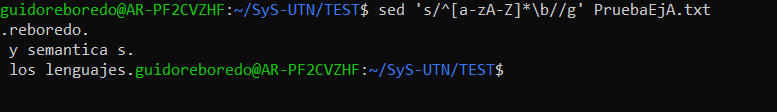 guidoreboredo@AR-PF2CVZHF:~/SyS-UTN/TEST$ sed 's/^[a-zA-Z]*\b//g' PruebaEjA.txt
.reboredo.
 y semantica s.
 los lenguajes.guidoreboredo@AR-PF2CVZHF:~/SyS-UTN/TEST$